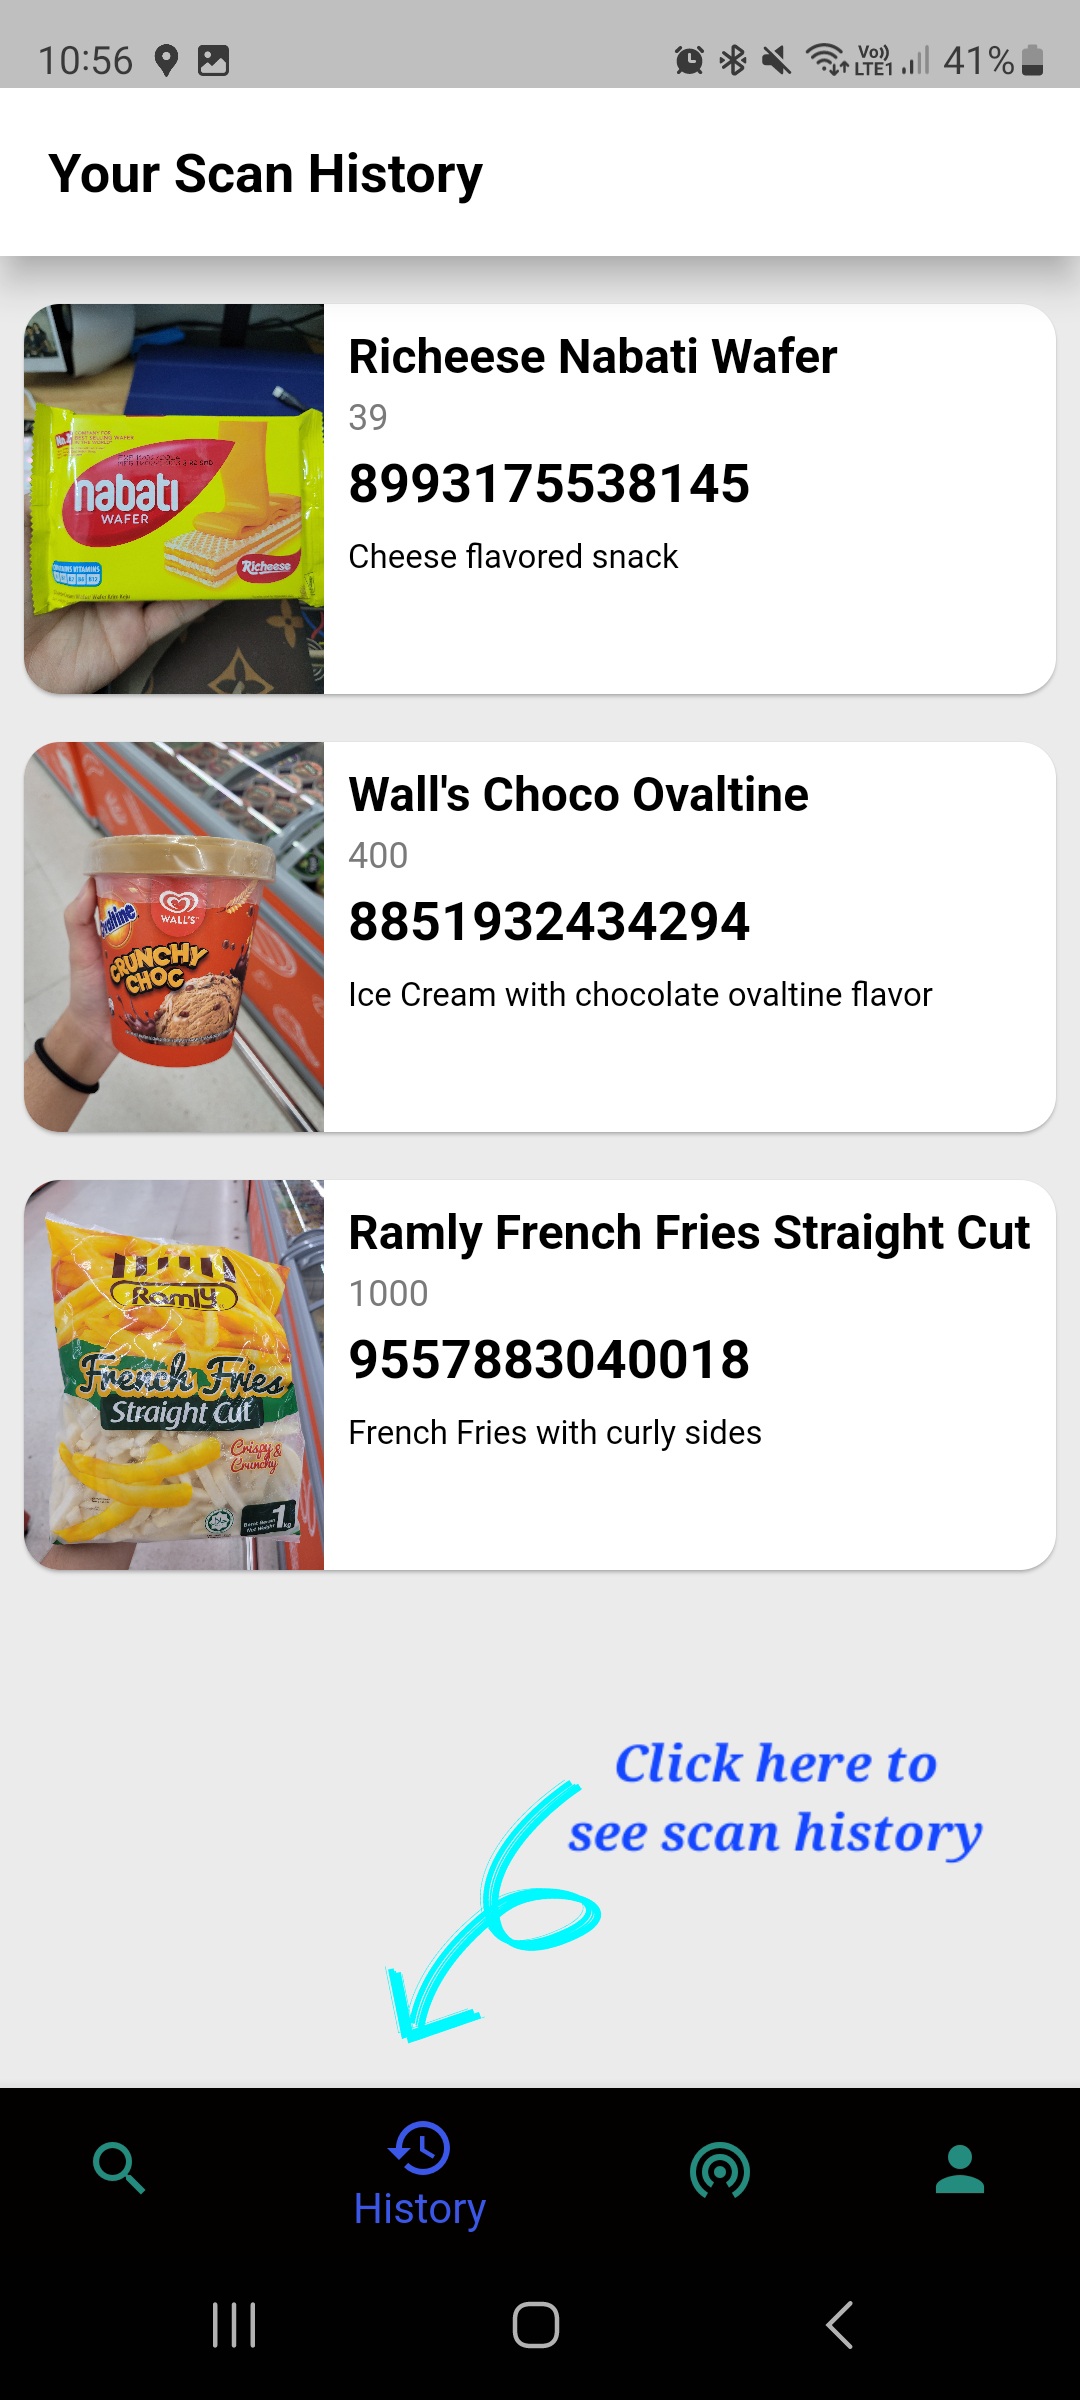 10:56
Vo))
LTE1
41%
Your Scan History
Richeese Nabati Wafer
39
8993175538145
Cheese flavored snack
nabati
WAFER
Richeese
Wall's Choco Ovaltine
400
8851932434294
Ice Cream with chocolate ovaltine flavor
Ovaltine
WALL'S
CRUNCHY
CHOC
Ramly French Fries Straight Cut
1000
9557883040018
French Fries with curly sides
Ramly
French Fries
Straight Cut
Crispy &
Crunchy
1kg
Click here to
see scan history
History